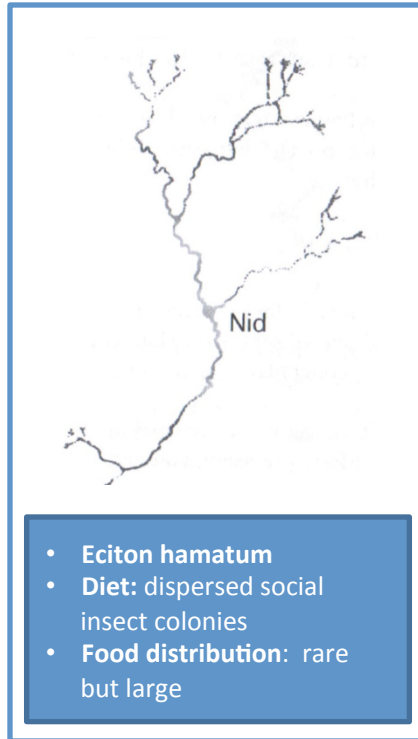 Nid
• Eciton hamatum
• Diet: dispersed social
insect colonies
• Food distribution: rare
but large